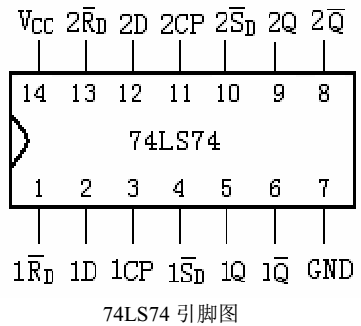 Vcc 2R̅D 2D 2CP 2S̅D 2Q 2Q̅
14 13 12 11 10 9 8
74LS74
1 2 3 4 5 6 7
1R̅D 1D 1CP 1S̅D 1Q 1Q̅ GND
74LS74 引脚图